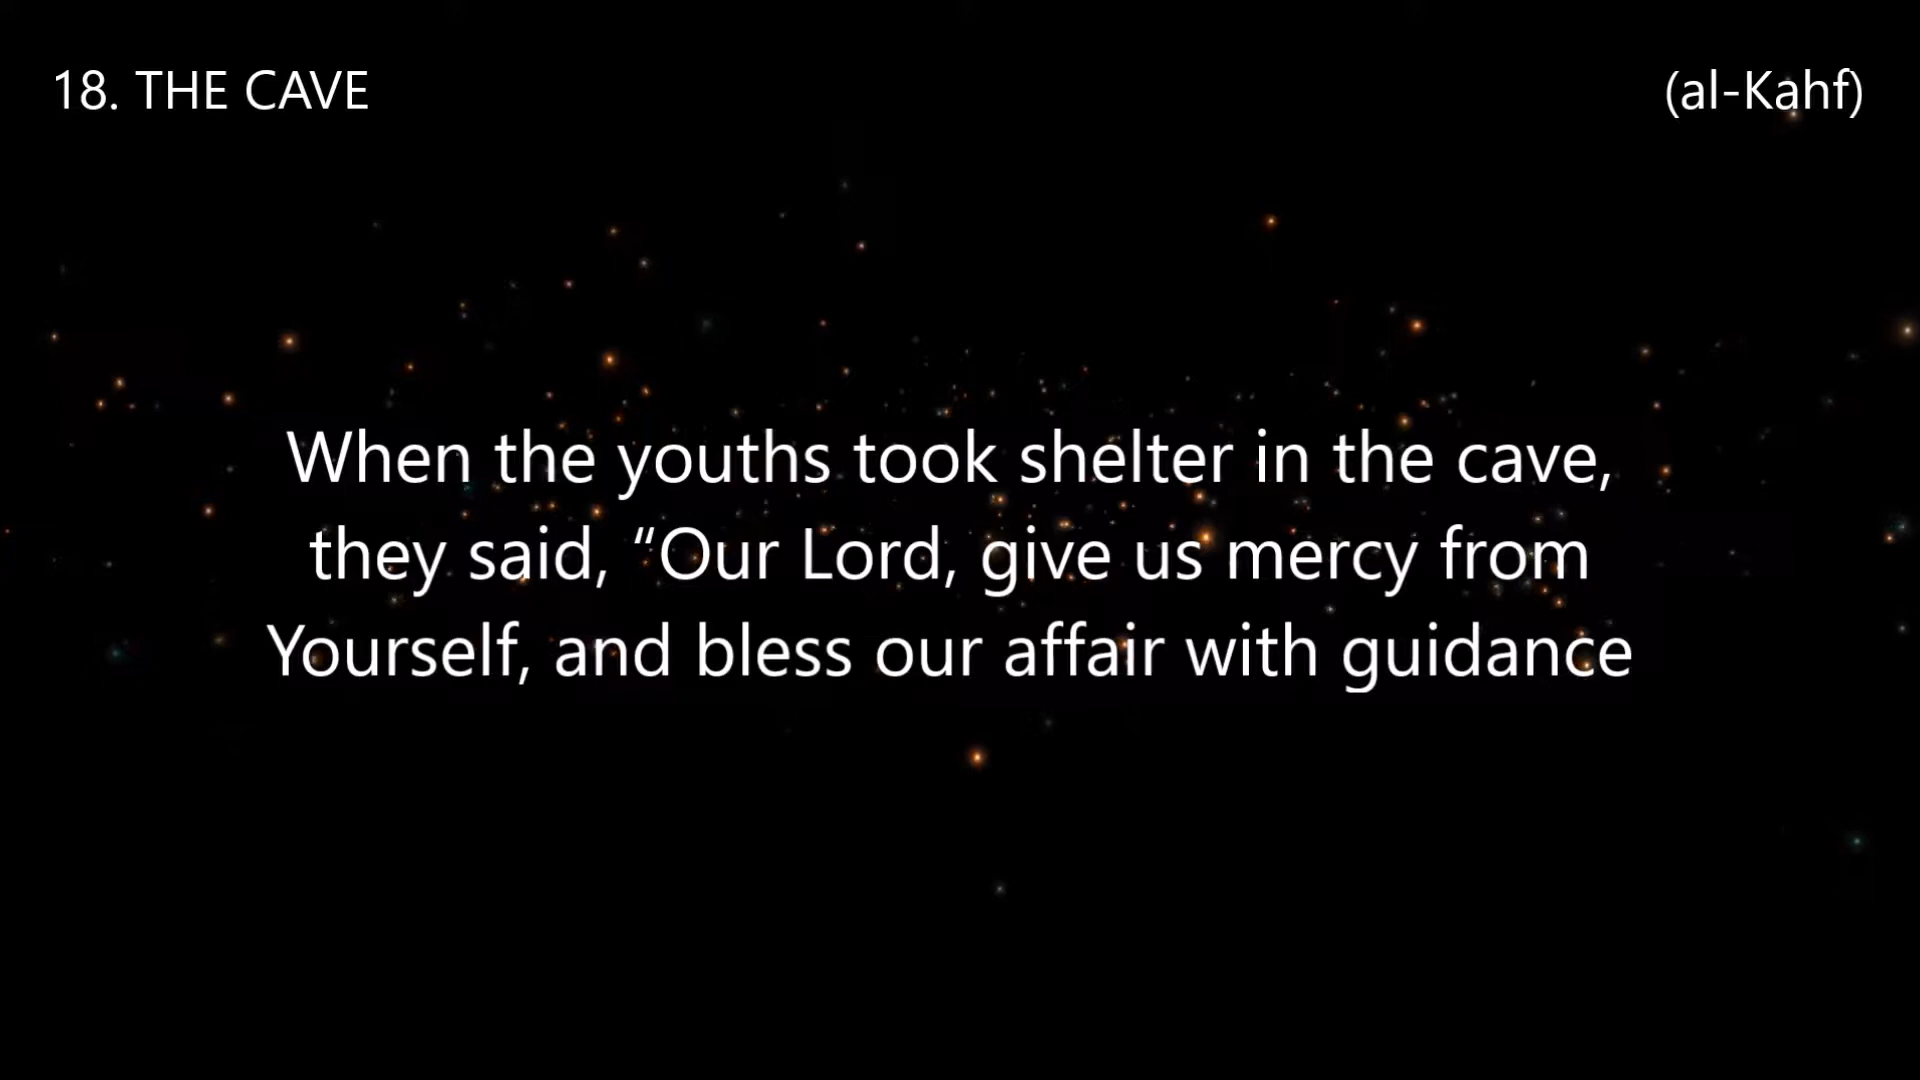 18. THE CAVE
(al-Kahf)
When the youths took shelter in the cave,
they said, “Our Lord, give us mercy from
Yourself, and bless our affair with guidance